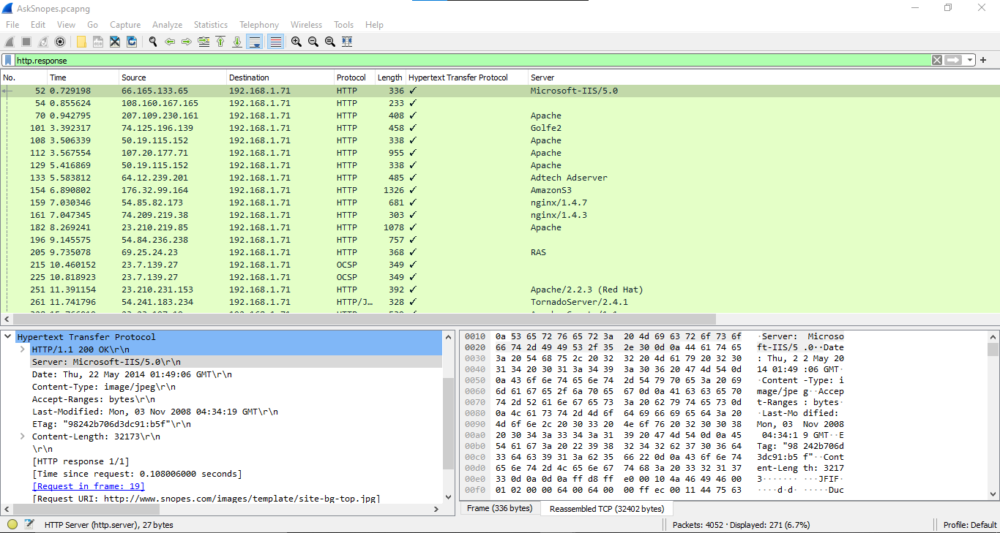 AskSnopes.pcapng
File Edit View Go Capture Analyze Statistics Telephony Wireless Tools Help
http.response
No. Time Source Destination Protocol Length Hypertext Transfer Protocol Server
52 0.729198 66.165.133.65 192.168.1.71 HTTP 336 ✓ Microsoft-IIS/5.0
54 0.855624 108.160.167.165 192.168.1.71 HTTP 233 ✓
70 0.942795 207.109.230.161 192.168.1.71 HTTP 408 ✓ Apache
101 3.392317 74.125.196.139 192.168.1.71 HTTP 458 ✓ Golfe2
108 3.506339 50.19.115.152 192.168.1.71 HTTP 338 ✓ Apache
112 3.567554 107.20.177.71 192.168.1.71 HTTP 955 ✓ Apache
129 5.416869 50.19.115.152 192.168.1.71 HTTP 338 ✓ Apache
133 5.583812 64.12.239.201 192.168.1.71 HTTP 485 ✓ Adtech Adserver
154 6.890802 176.32.99.164 192.168.1.71 HTTP 1326 ✓ AmazonS3
159 7.030346 54.85.82.173 192.168.1.71 HTTP 681 ✓ nginx/1.4.7
161 7.047345 74.209.219.38 192.168.1.71 HTTP 303 ✓ nginx/1.4.3
182 8.269241 23.210.219.85 192.168.1.71 HTTP 1078 ✓ Apache
196 9.145575 54.84.236.238 192.168.1.71 HTTP 757 ✓
205 9.735078 69.25.24.23 192.168.1.71 HTTP 368 ✓ RAS
215 10.460152 23.7.139.27 192.168.1.71 OCSP 349 ✓
225 10.818923 23.7.139.27 192.168.1.71 OCSP 349 ✓
251 11.391154 23.210.231.153 192.168.1.71 HTTP 392 ✓ Apache/2.2.3 (Red Hat)
261 11.741796 54.241.183.234 192.168.1.71 HTTP/J… 328 ✓ TornadoServer/2.4.1
Hypertext Transfer Protocol
HTTP/1.1 200 OK\r\n
Server: Microsoft-IIS/5.0\r\n
Date: Thu, 22 May 2014 01:49:06 GMT\r\n
Content-Type: image/jpeg\r\n
Accept-Ranges: bytes\r\n
Last-Modified: Mon, 03 Nov 2008 04:34:19 GMT\r\n
ETag: "98242b706d3dc91:b5f"\r\n
Content-Length: 32173\r\n
\r\n
[HTTP response 1/1]
[Time since request: 0.108006000 seconds]
[Request in frame: 19]
[Request URI: http://www.snopes.com/images/template/site-bg-top.jpg]
0010 0a 53 65 72 76 65 72 3a 20 4d 69 63 72 6f 73 6f ·Server: Microso
0020 66 74 2d 49 49 53 2f 35 2e 30 0d 0a 44 61 74 65 ft-IIS/5 .0··Date
0030 3a 20 54 68 75 2c 20 32 32 20 4d 61 79 20 32 30 : Thu, 2 2 May 20
0040 31 34 20 30 31 3a 34 39 3a 30 36 20 47 4d 54 0d 14 01:49 :06 GMT·
0050 0a 43 6f 6e 74 65 6e 74 2d 54 79 70 65 3a 20 69 ·Content -Type: i
0060 6d 61 67 65 2f 6a 70 65 67 0d 0a 41 63 63 65 70 mage/jpe g··Accep
0070 74 2d 52 61 6e 67 65 73 3a 20 62 79 74 65 73 0d t-Ranges : bytes·
0080 0a 4c 61 73 74 2d 4d 6f 64 69 66 69 65 64 3a 20 ·Last-Mo dified:
0090 4d 6f 6e 2c 20 30 33 20 4e 6f 76 20 32 30 30 38 Mon, 03 Nov 2008
00a0 20 30 34 3a 33 34 3a 31 39 20 47 4d 54 0d 0a 45 04:34:1 9 GMT··E
00b0 54 61 67 3a 20 22 39 38 32 34 32 62 37 30 36 64 Tag: "98 242b706d
00c0 33 64 63 39 31 3a 62 35 66 22 0d 0a 43 6f 6e 74 3dc91:b5 f"··Cont
00d0 65 6e 74 2d 4c 65 6e 67 74 68 3a 20 33 32 31 37 ent-Leng th: 3217
00e0 33 0d 0a 0d 0a ff d8 ff e0 00 10 4a 46 49 46 00 3······· ···JFIF·
00f0 01 02 00 00 64 00 64 00 00 ff ec 00 11 44 75 63 ····d·d· ·····Duc
Frame (336 bytes) Reassembled TCP (32402 bytes)
HTTP Server (http.server), 27 bytes Packets: 4052 · Displayed: 271 (6.7%) Profile: Default